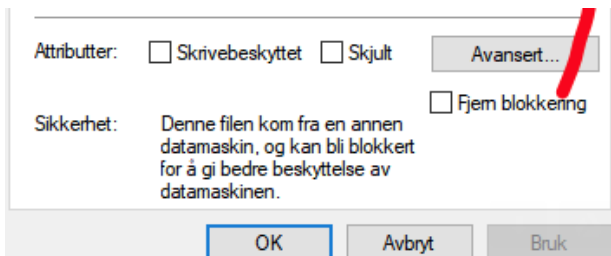 Attributter: Skrivebeskyttet Skjult Avansert...
Fjern blokkering
Sikkerhet: Denne filen kom fra en annen
datamaskin, og kan bli blokkert
for å gi bedre beskyttelse av
datamaskinen.
OK Avbryt Bruk